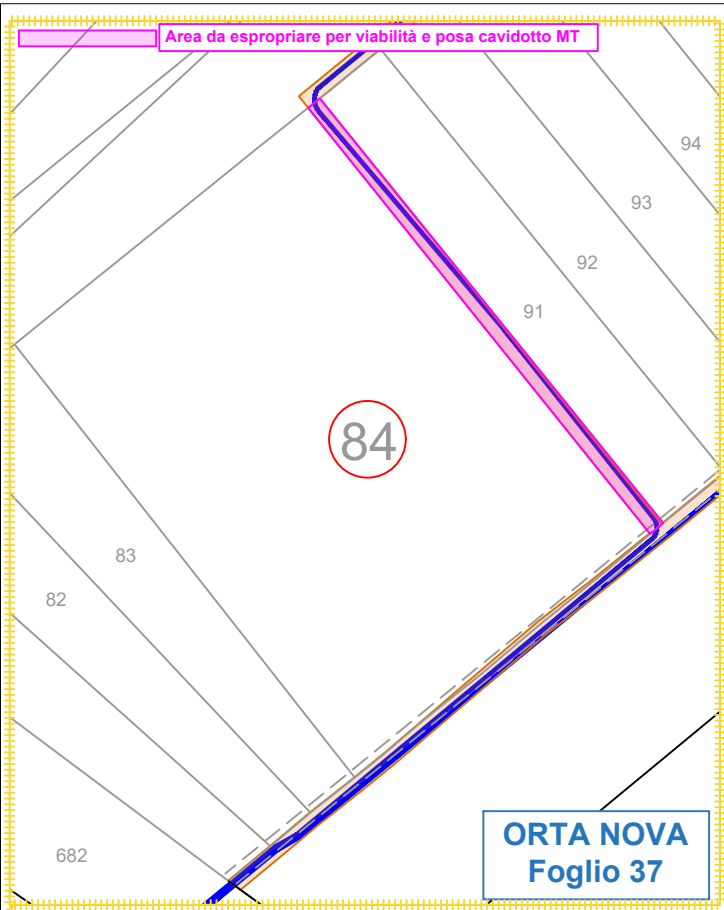 Area da espropriare per viabilità e posa cavidotto MT
94
93
92
91
84
83
82
682
ORTA NOVA
Foglio 37